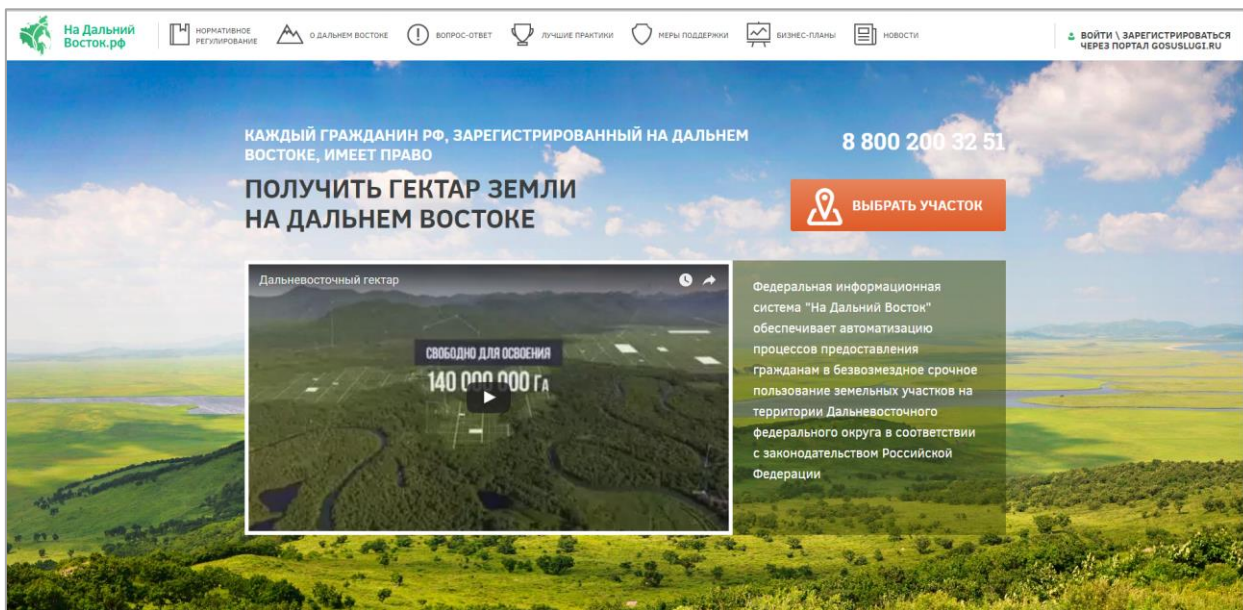 На Дальний
Восток.рф
НОРМАТИВНОЕ
РЕГУЛИРОВАНИЕ
О ДАЛЬНЕМ ВОСТОКЕ
ВОПРОС-ОТВЕТ
ЛУЧШИЕ ПРАКТИКИ
МЕРЫ ПОДДЕРЖКИ
БИЗНЕС-ПЛАНЫ
НОВОСТИ
ВОЙТИ \ ЗАРЕГИСТРИРОВАТЬСЯ
ЧЕРЕЗ ПОРТАЛ GOSUSLUGI.RU
КАЖДЫЙ ГРАЖДАНИН РФ, ЗАРЕГИСТРИРОВАННЫЙ НА ДАЛЬНЕМ
ВОСТОКЕ, ИМЕЕТ ПРАВО
ПОЛУЧИТЬ ГЕКТАР ЗЕМЛИ
НА ДАЛЬНЕМ ВОСТОКЕ
8 800 200 32 51
ВЫБРАТЬ УЧАСТОК
Дальневосточный гектар
СВОБОДНО ДЛЯ ОСВОЕНИЯ
140 000 000 ГА
Федеральная информационная
система "На Дальний Восток"
обеспечивает автоматизацию
процессов предоставления
гражданам в безвозмездное срочное
пользование земельных участков на
территории Дальневосточного
федерального округа в соответствии
с законодательством Российской
Федерации